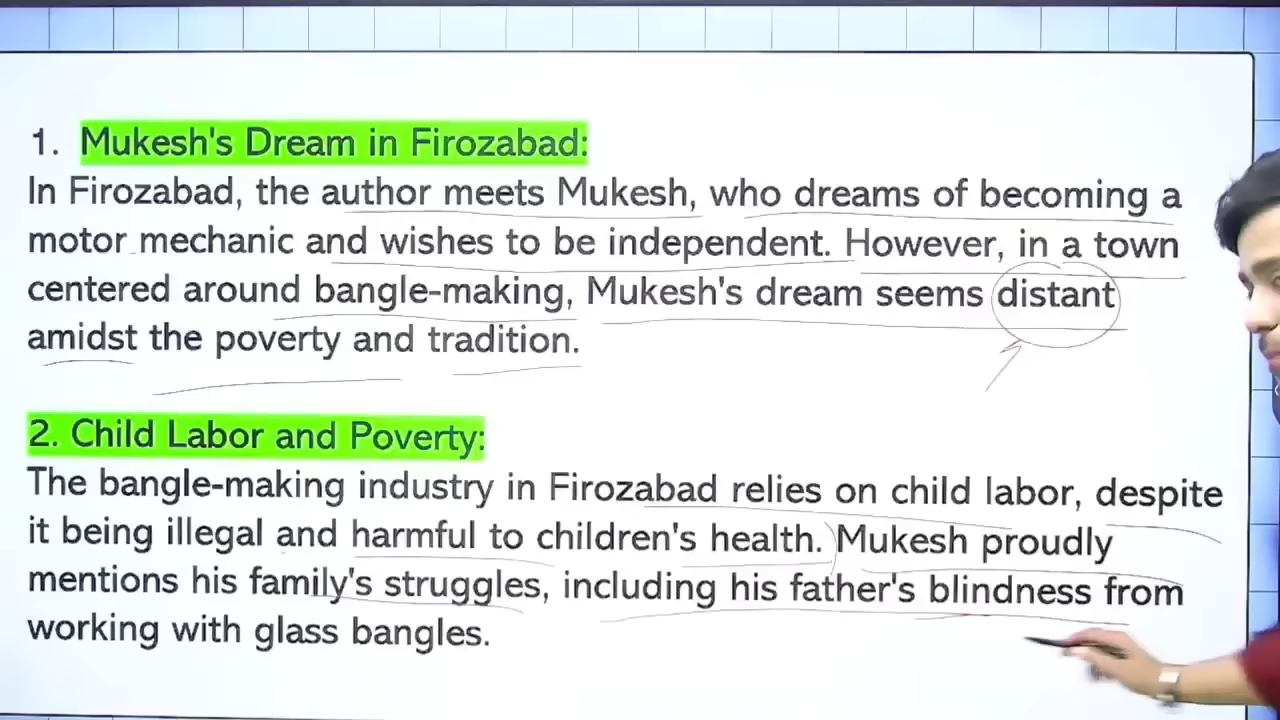 1. Mukesh's Dream in Firozabad:
In Firozabad, the author meets Mukesh, who dreams of becoming a
motor mechanic and wishes to be independent. However, in a town
centered around bangle-making, Mukesh's dream seems distant
amidst the poverty and tradition.
2. Child Labor and Poverty:
The bangle-making industry in Firozabad relies on child labor, despite
it being illegal and harmful to children's health. Mukesh proudly
mentions his family's struggles, including his father's blindness from
working with glass bangles.